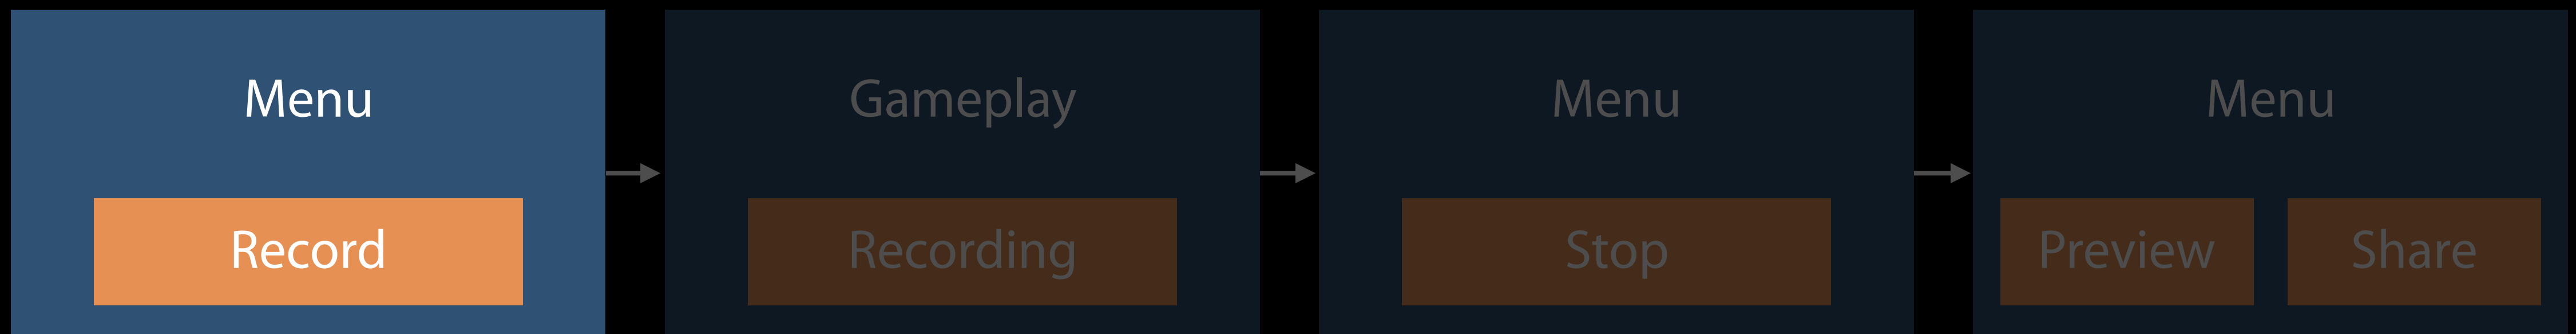 Menu
Record
Gameplay
Recording
Menu
Stop
Menu
Preview
Share